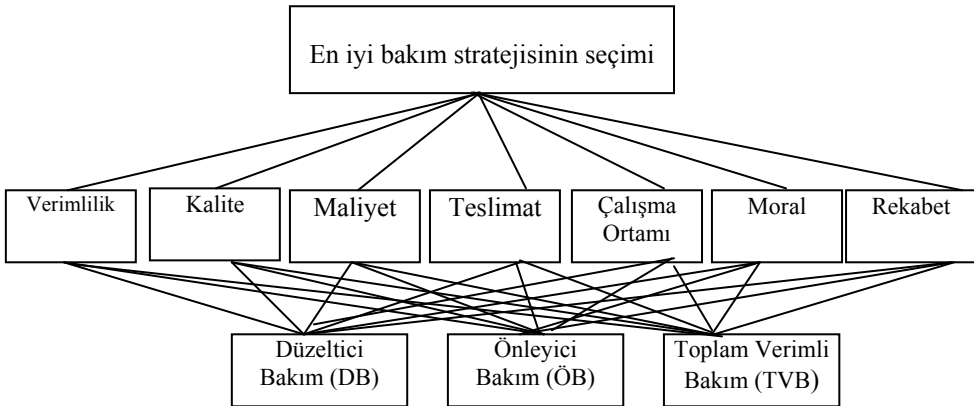 En iyi bakım stratejisinin seçimi
Verimlilik
Kalite
Maliyet
Teslimat
Çalışma
Ortamı
Moral
Rekabet
Düzeltici
Bakım (DB)
Önleyici
Bakım (ÖB)
Toplam Verimli
Bakım (TVB)